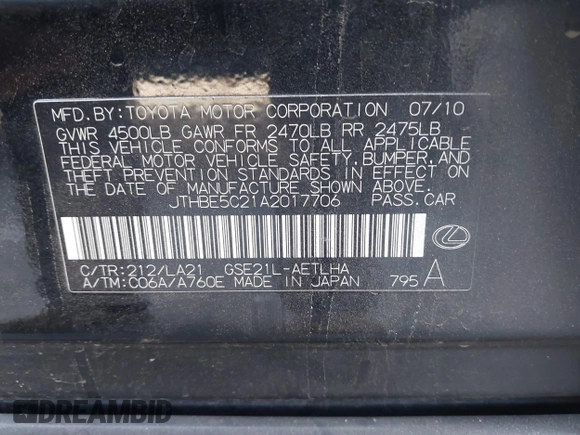 MFD. BY: TOYOTA MOTOR CORPORATION 07/10
GVWR 4500LB GAWR FR 2470LB RR 2475LB
THIS VEHICLE CONFORMS TO ALL APPLICABLE
FEDERAL MOTOR VEHICLE SAFETY, BUMPER, AND
THEFT PREVENTION STANDARDS IN EFFECT ON
THE DATE OF MANUFACTURE SHOWN ABOVE.
JTHBE5C21A2017706 PASS. CAR
C/TR: 212/LA21 GSE21L-AETLHA
A/TM: C06A/A760E MADE IN JAPAN 795 A
DREAMBID